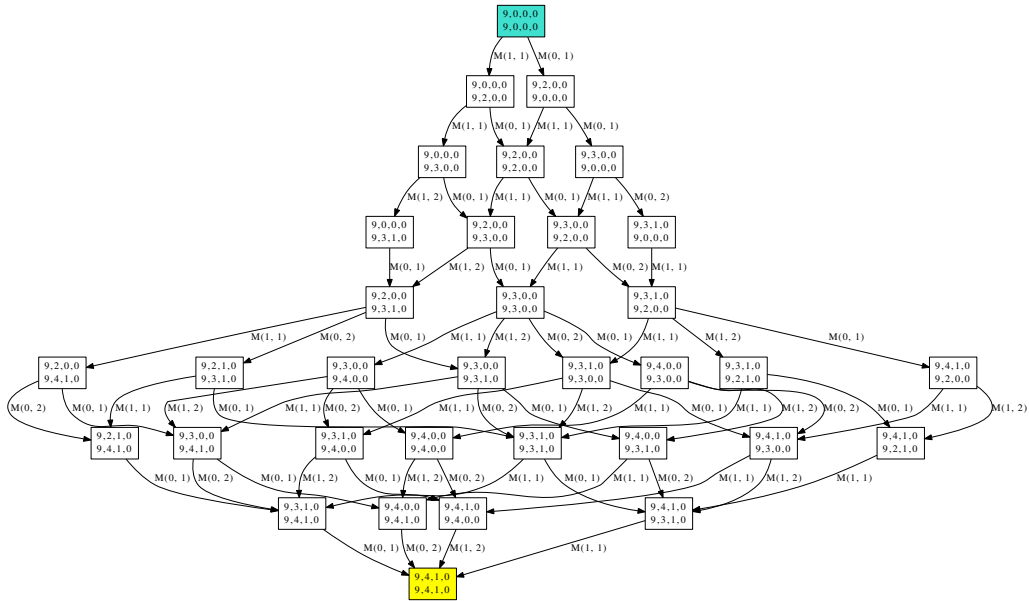 9,0,0,0
9,0,0,0
M(1, 1)
M(0, 1)
9,0,0,0
9,2,0,0
9,2,0,0
9,0,0,0
M(1, 1)
M(0, 1)
M(1, 1)
M(0, 1)
9,0,0,0
9,3,0,0
9,2,0,0
9,2,0,0
9,3,0,0
9,0,0,0
M(1, 2)
M(0, 1)
M(1, 1)
M(0, 1)
M(1, 1)
M(0, 2)
9,0,0,0
9,3,1,0
9,2,0,0
9,3,0,0
9,3,0,0
9,2,0,0
9,3,1,0
9,0,0,0
M(0, 1)
M(1, 2)
M(0, 1)
M(1, 1)
M(0, 2)
M(1, 1)
9,2,0,0
9,3,1,0
9,3,0,0
9,3,0,0
9,3,1,0
9,2,0,0
M(1, 1)
M(0, 2)
M(0, 1)
M(1, 1)
M(1, 2)
M(0, 2)
M(0, 1)
M(1, 1)
M(1, 2)
M(0, 1)
9,2,0,0
9,4,1,0
9,2,1,0
9,3,1,0
9,3,0,0
9,4,0,0
9,3,0,0
9,3,1,0
9,3,1,0
9,3,0,0
9,4,0,0
9,3,0,0
9,3,1,0
9,2,1,0
9,4,1,0
9,2,0,0
M(0, 2)
M(0, 1)
M(1, 1)
M(1, 2)
M(0, 1)
M(1, 1)
M(0, 2)
M(0, 1)
M(1, 1)
M(0, 2)
M(0, 1)
M(1, 2)
M(1, 1)
M(0, 1)
M(1, 1)
M(1, 2)
M(0, 2)
M(0, 1)
M(1, 1)
M(1, 2)
9,2,1,0
9,4,1,0
9,3,0,0
9,4,1,0
9,3,1,0
9,4,0,0
9,4,0,0
9,4,0,0
9,3,1,0
9,3,1,0
9,4,0,0
9,3,1,0
9,4,1,0
9,3,0,0
9,4,1,0
9,2,1,0
M(0, 1)
M(0, 2)
M(0, 1)
M(1, 2)
M(0, 1)
M(1, 2)
M(0, 2)
M(1, 1)
M(0, 1)
M(1, 1)
M(0, 2)
M(1, 1)
M(1, 2)
M(1, 1)
9,3,1,0
9,4,1,0
9,4,0,0
9,4,1,0
9,4,1,0
9,4,0,0
9,4,1,0
9,3,1,0
M(0, 1)
M(0, 2)
M(1, 2)
M(1, 1)
9,4,1,0
9,4,1,0